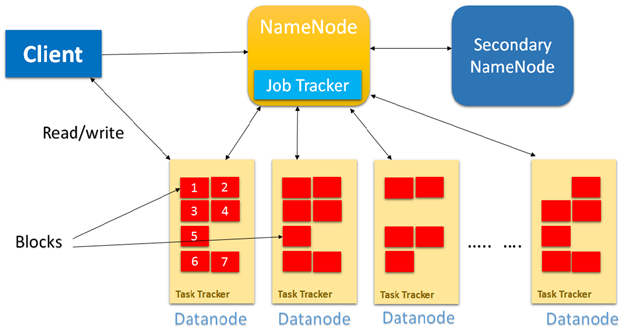 Client
NameNode
Job Tracker
Secondary
NameNode
Read/write
Blocks
1 2
3 4
5
6 7
..... ....
Task Tracker
Task Tracker
Task Tracker
Task Tracker
Datanode
Datanode
Datanode
Datanode